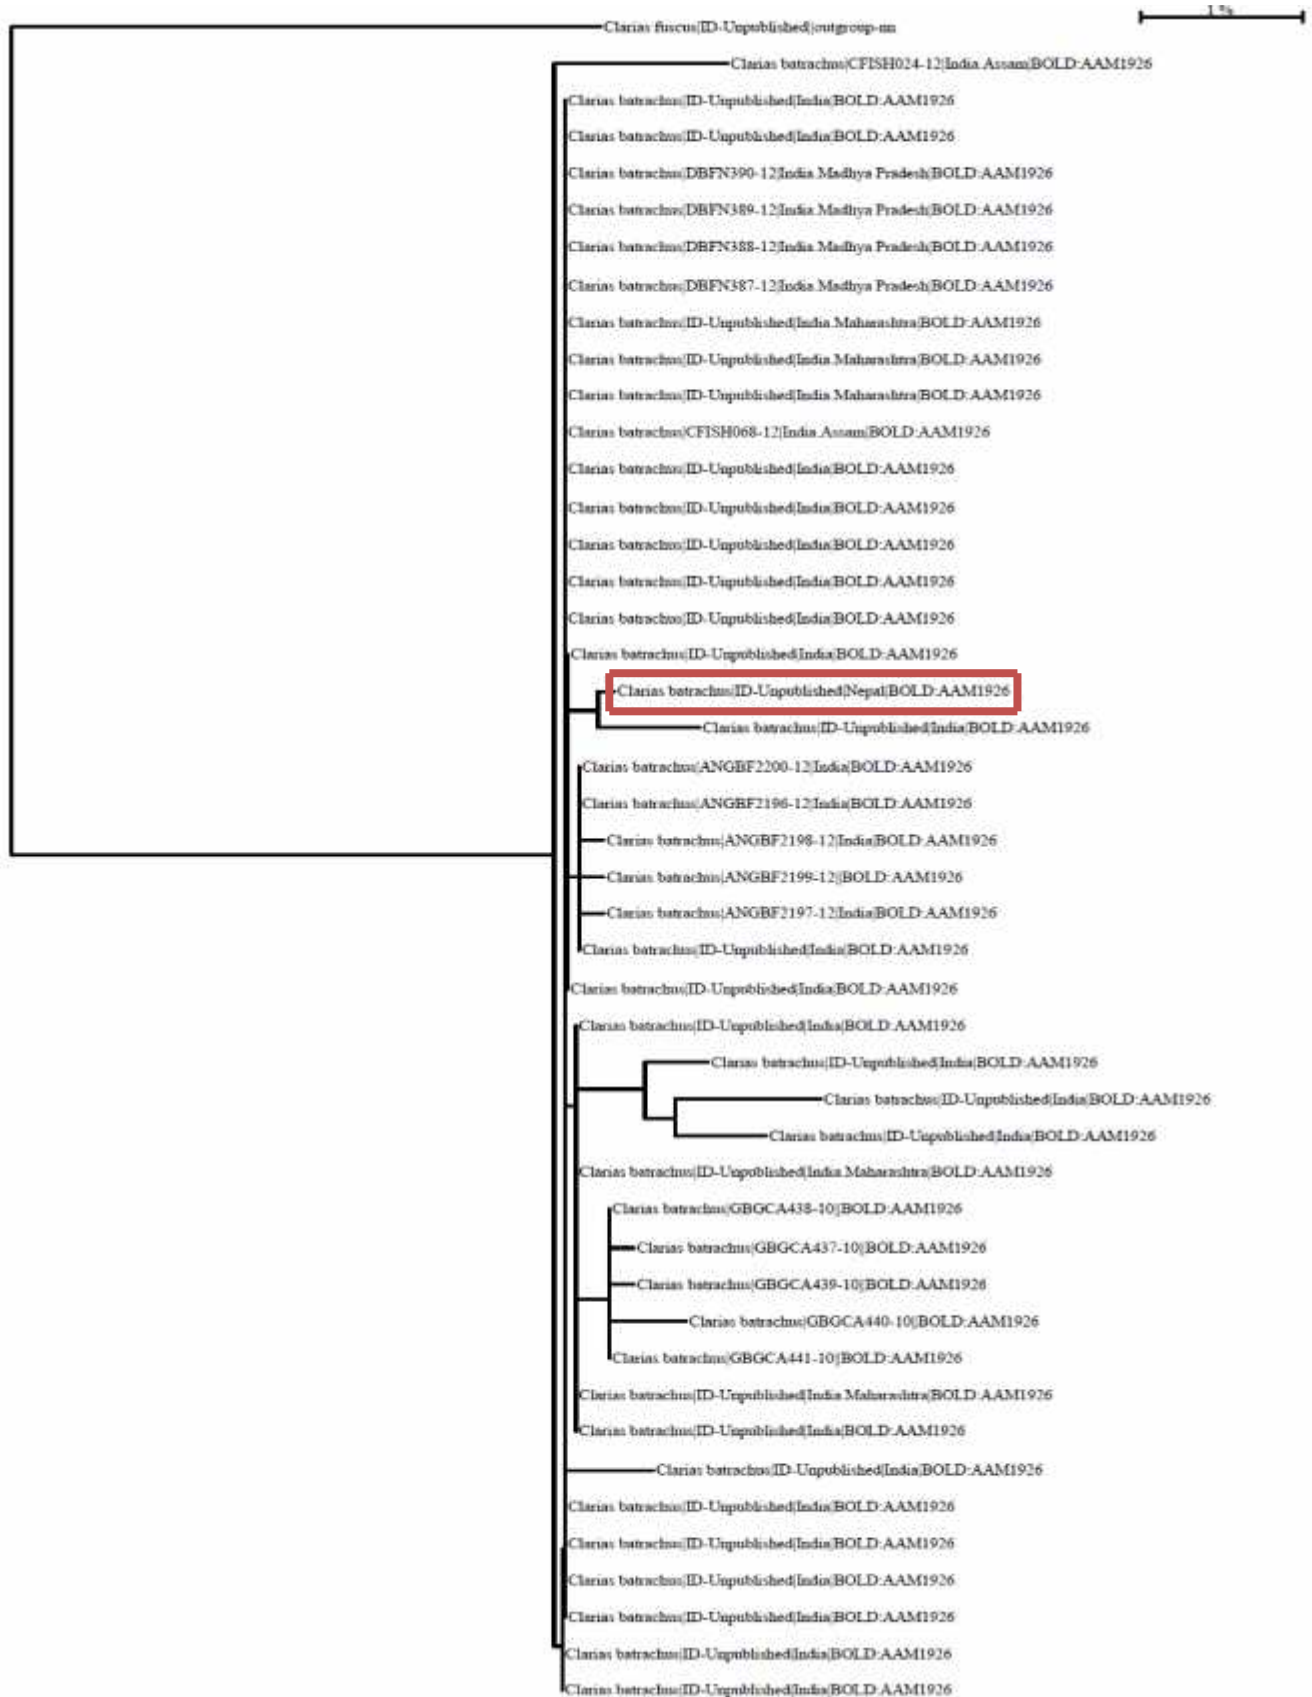 1 %
Clarias fuscus|ID-Unpublished||outgroup-nn
Clarias batrachus|CFISH024-12|India.Assam|BOLD:AAM1926
Clarias batrachus|ID-Unpublished|India|BOLD:AAM1926
Clarias batrachus|ID-Unpublished|India|BOLD:AAM1926
Clarias batrachus|DBFN390-12|India.Madhya Pradesh|BOLD:AAM1926
Clarias batrachus|DBFN389-12|India.Madhya Pradesh|BOLD:AAM1926
Clarias batrachus|DBFN388-12|India.Madhya Pradesh|BOLD:AAM1926
Clarias batrachus|DBFN387-12|India.Madhya Pradesh|BOLD:AAM1926
Clarias batrachus|ID-Unpublished|India.Maharashtra|BOLD:AAM1926
Clarias batrachus|ID-Unpublished|India.Maharashtra|BOLD:AAM1926
Clarias batrachus|ID-Unpublished|India.Maharashtra|BOLD:AAM1926
Clarias batrachus|CFISH068-12|India.Assam|BOLD:AAM1926
Clarias batrachus|ID-Unpublished|India|BOLD:AAM1926
Clarias batrachus|ID-Unpublished|India|BOLD:AAM1926
Clarias batrachus|ID-Unpublished|India|BOLD:AAM1926
Clarias batrachus|ID-Unpublished|India|BOLD:AAM1926
Clarias batrachus|ID-Unpublished|India|BOLD:AAM1926
Clarias batrachus|ID-Unpublished|India|BOLD:AAM1926
Clarias batrachus|ID-Unpublished|Nepal|BOLD:AAM1926
Clarias batrachus|ID-Unpublished|India|BOLD:AAM1926
Clarias batrachus|ANGBF2200-12|India|BOLD:AAM1926
Clarias batrachus|ANGBF2196-12|India|BOLD:AAM1926
Clarias batrachus|ANGBF2198-12|India|BOLD:AAM1926
Clarias batrachus|ANGBF2199-12||BOLD:AAM1926
Clarias batrachus|ANGBF2197-12|India|BOLD:AAM1926
Clarias batrachus|ID-Unpublished|India|BOLD:AAM1926
Clarias batrachus|ID-Unpublished|India|BOLD:AAM1926
Clarias batrachus|ID-Unpublished|India|BOLD:AAM1926
Clarias batrachus|ID-Unpublished|India|BOLD:AAM1926
Clarias batrachus|ID-Unpublished|India|BOLD:AAM1926
Clarias batrachus|ID-Unpublished|India|BOLD:AAM1926
Clarias batrachus|ID-Unpublished|India.Maharashtra|BOLD:AAM1926
Clarias batrachus|GBGCA438-10||BOLD:AAM1926
Clarias batrachus|GBGCA437-10||BOLD:AAM1926
Clarias batrachus|GBGCA439-10||BOLD:AAM1926
Clarias batrachus|GBGCA440-10||BOLD:AAM1926
Clarias batrachus|GBGCA441-10||BOLD:AAM1926
Clarias batrachus|ID-Unpublished|India.Maharashtra|BOLD:AAM1926
Clarias batrachus|ID-Unpublished|India|BOLD:AAM1926
Clarias batrachus|ID-Unpublished|India|BOLD:AAM1926
Clarias batrachus|ID-Unpublished|India|BOLD:AAM1926
Clarias batrachus|ID-Unpublished|India|BOLD:AAM1926
Clarias batrachus|ID-Unpublished|India|BOLD:AAM1926
Clarias batrachus|ID-Unpublished|India|BOLD:AAM1926
Clarias batrachus|ID-Unpublished|India|BOLD:AAM1926
Clarias batrachus|ID-Unpublished|India|BOLD:AAM1926